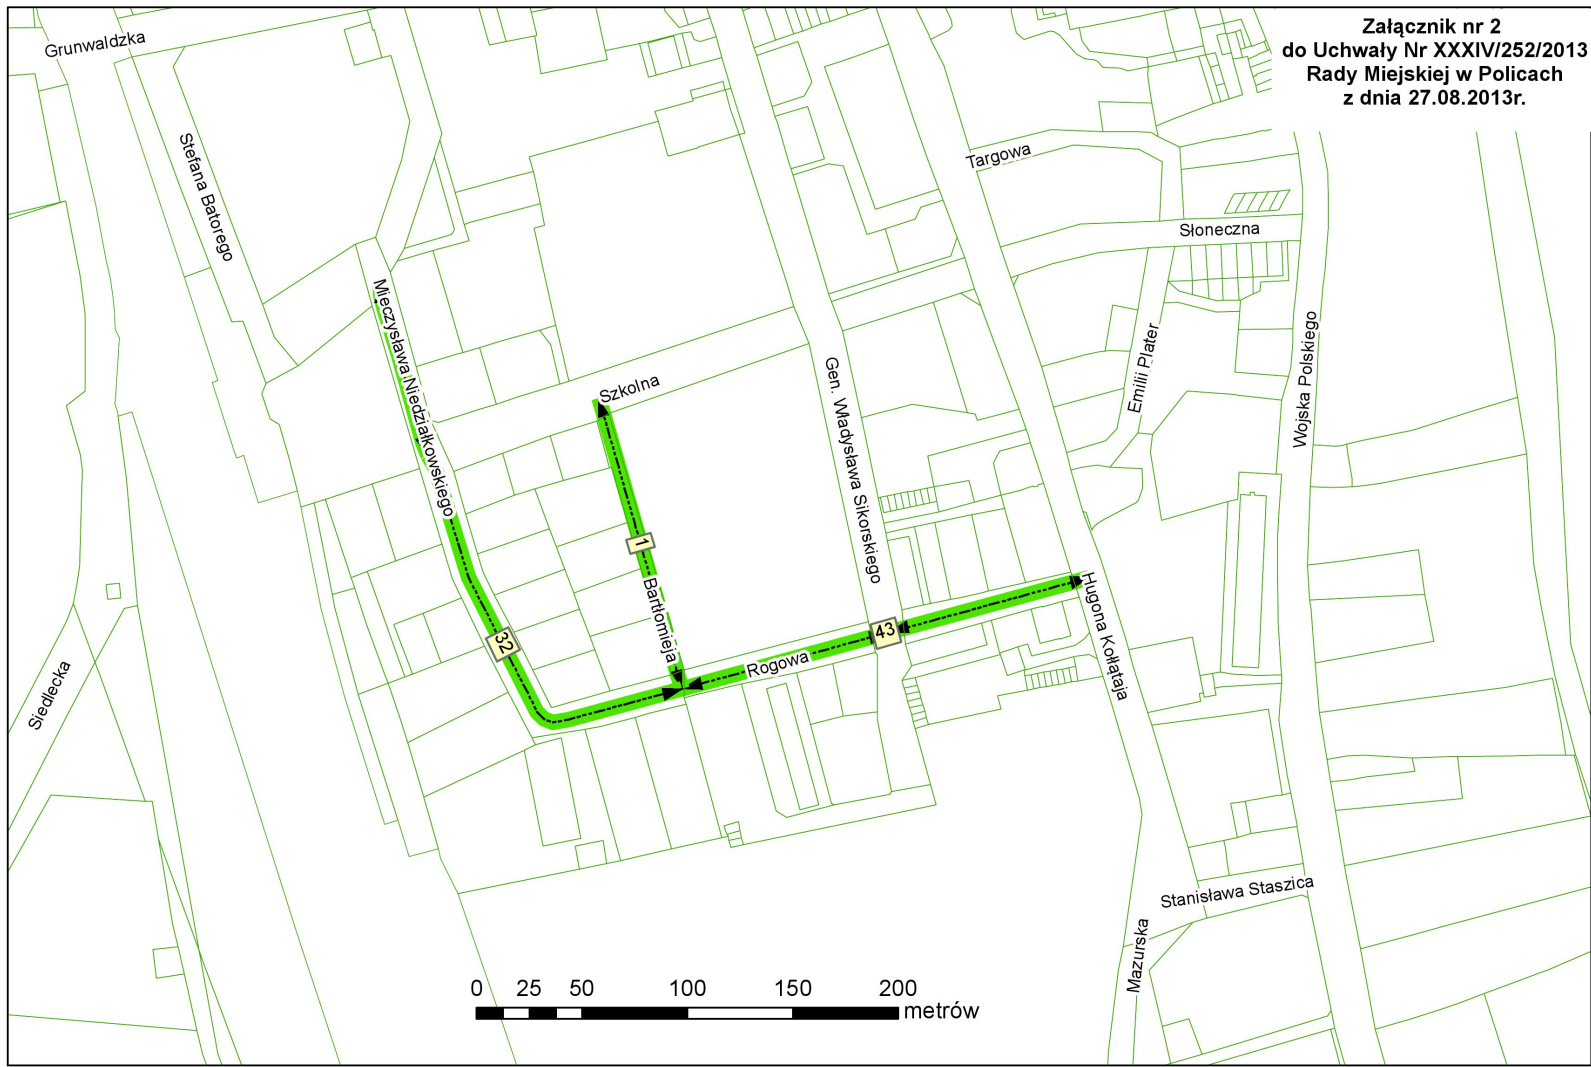 Załącznik nr 2
do Uchwały Nr XXXIV/252/2013
Rady Miejskiej w Policach
z dnia 27.08.2013r.
Grunwaldzka
Stefana Batorego
Targowa
Słoneczna
Mieczysława Niedziałkowskiego
Szkolna
Gen. Władysława Sikorskiego
Emilii Plater
Wojska Polskiego
1
Bartłomieja
32
43
Rogowa
Hugona Kołłątaja
Siedlecka
Stanisława Staszica
Mazurska
0 25 50 100 150 200
metrów